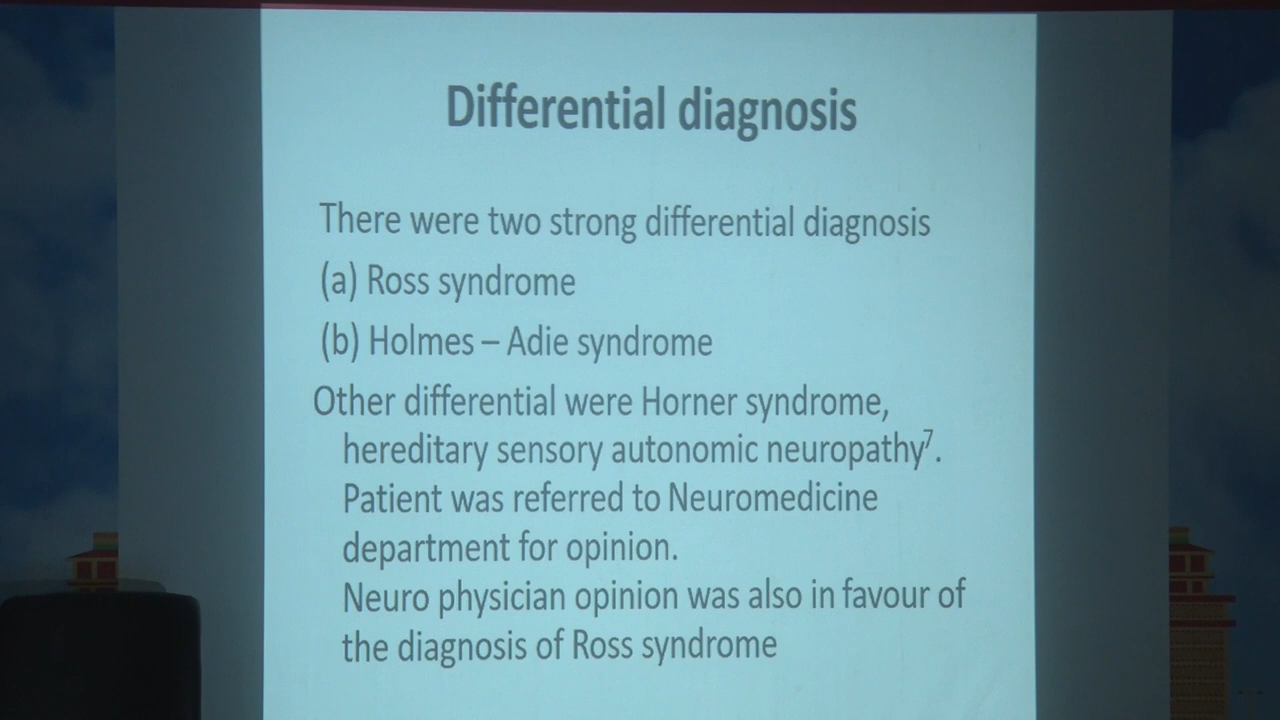 Differential diagnosis
There were two strong differential diagnosis
(a) Ross syndrome
(b) Holmes – Adie syndrome
Other differential were Horner syndrome,
hereditary sensory autonomic neuropathy⁷.
Patient was referred to Neuromedicine
department for opinion.
Neuro physician opinion was also in favour of
the diagnosis of Ross syndrome